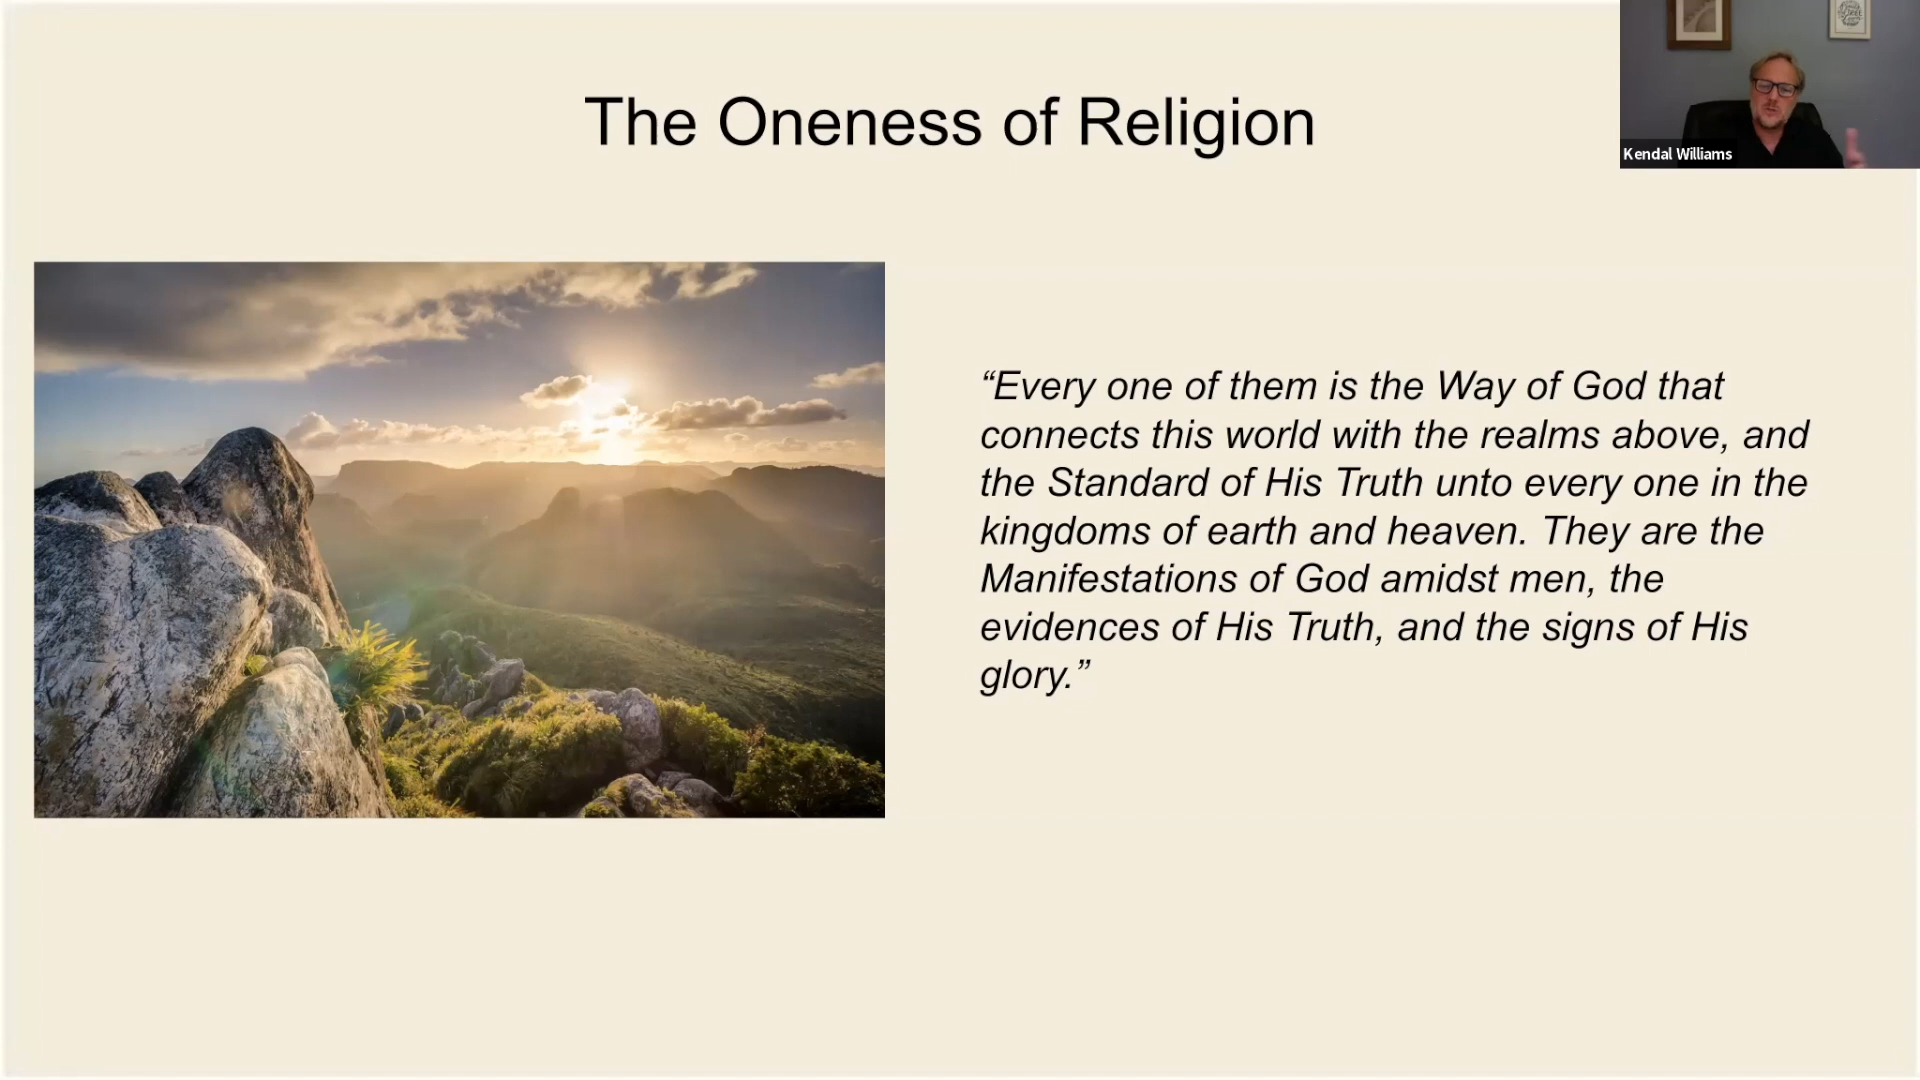 The Oneness of Religion
Kendal Williams
“Every one of them is the Way of God that
connects this world with the realms above, and
the Standard of His Truth unto every one in the
kingdoms of earth and heaven. They are the
Manifestations of God amidst men, the
evidences of His Truth, and the signs of His
glory.”